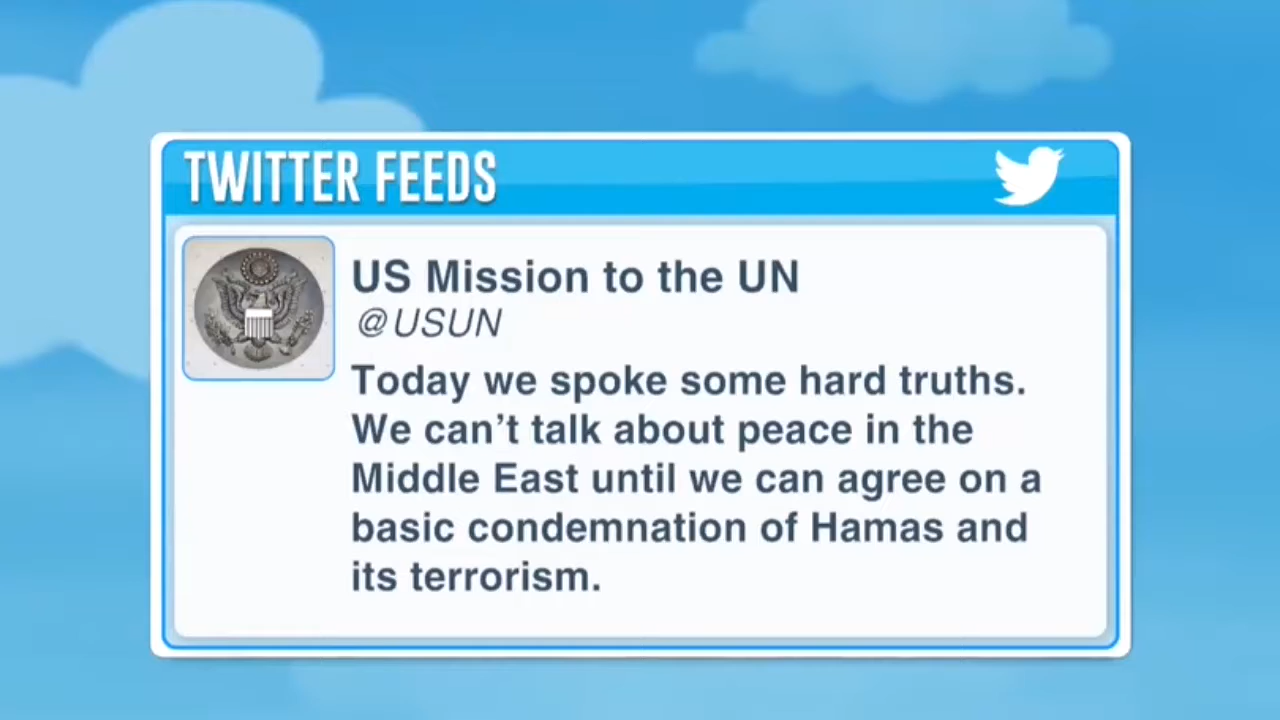 TWITTER FEEDS
US Mission to the UN
@USUN
Today we spoke some hard truths.
We can’t talk about peace in the
Middle East until we can agree on a
basic condemnation of Hamas and
its terrorism.